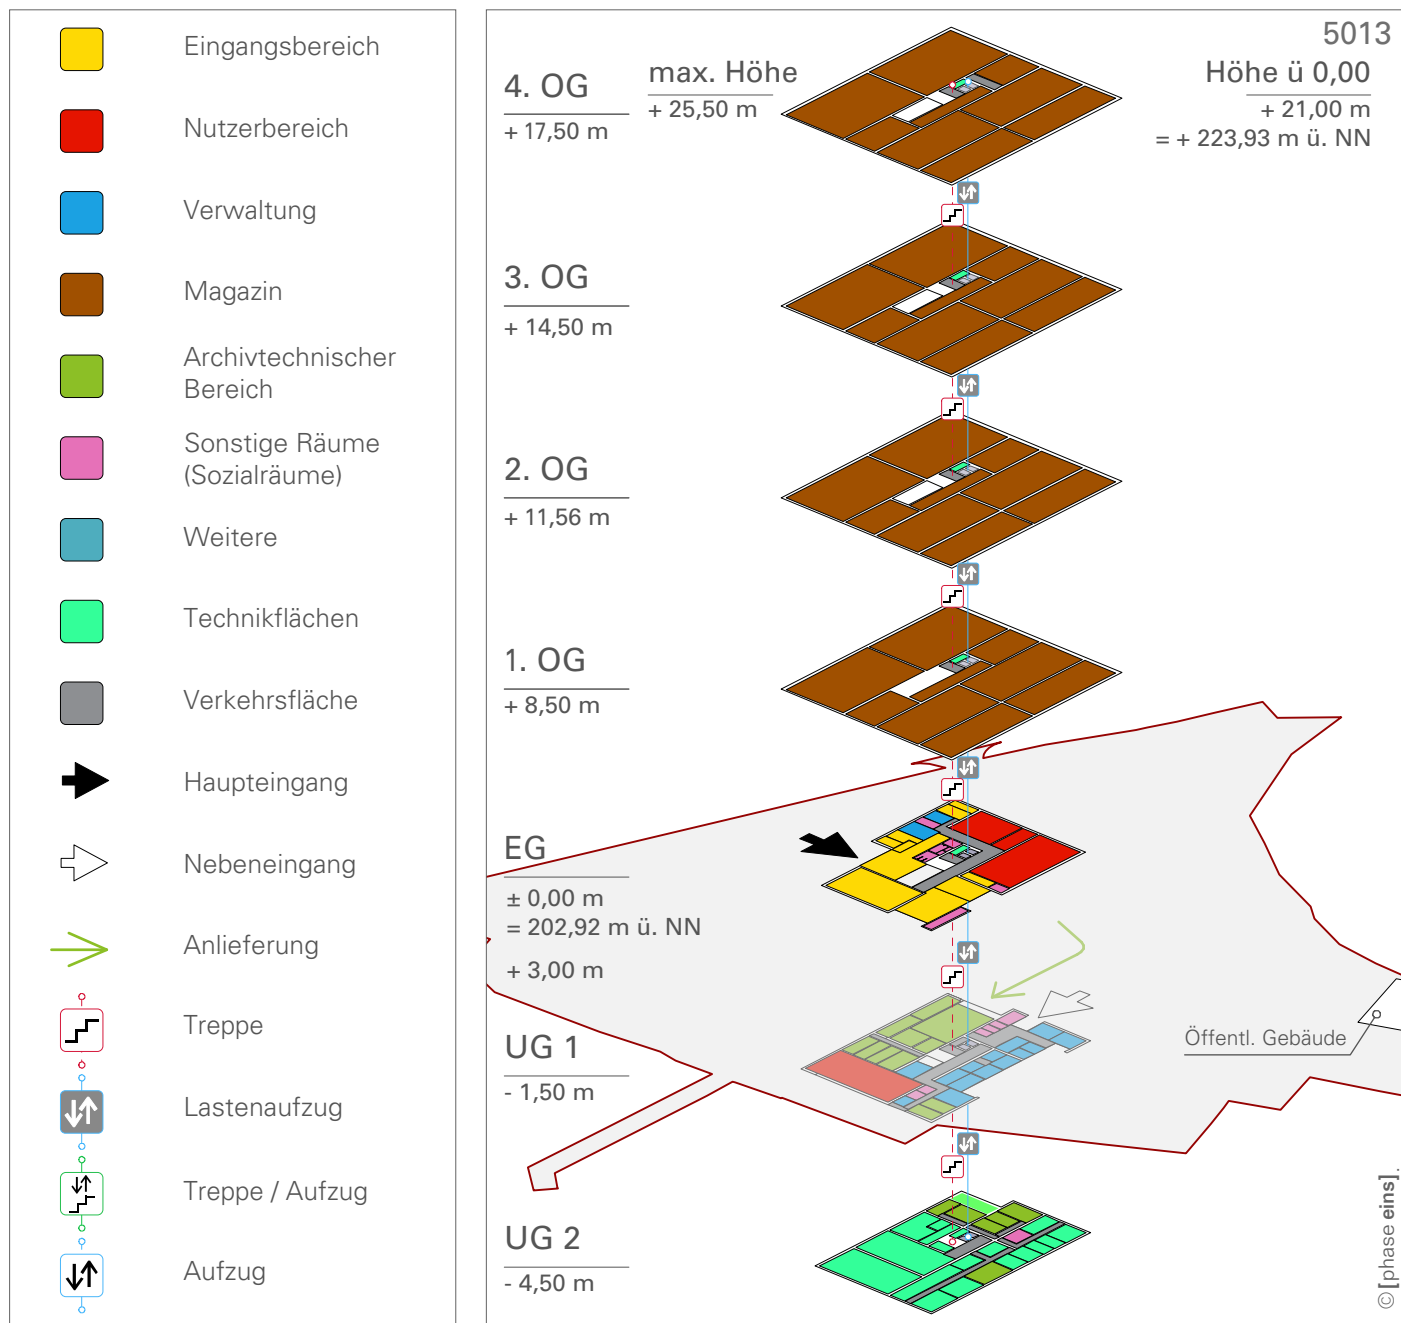 Eingangsbereich
Nutzerbereich
Verwaltung
Magazin
Archivtechnischer
Bereich
Sonstige Räume
(Sozialräume)
Weitere
Technikflächen
Verkehrsfläche
Haupteingang
Nebeneingang
Anlieferung
Treppe
Lastenaufzug
Treppe / Aufzug
Aufzug
5013
4. OG
+ 17,50 m
max. Höhe
+ 25,50 m
Höhe ü 0,00
+ 21,00 m
= + 223,93 m ü. NN
3. OG
+ 14,50 m
2. OG
+ 11,56 m
1. OG
+ 8,50 m
EG
± 0,00 m
= 202,92 m ü. NN
+ 3,00 m
UG 1
- 1,50 m
Öffentl. Gebäude
UG 2
- 4,50 m
© [phase eins].